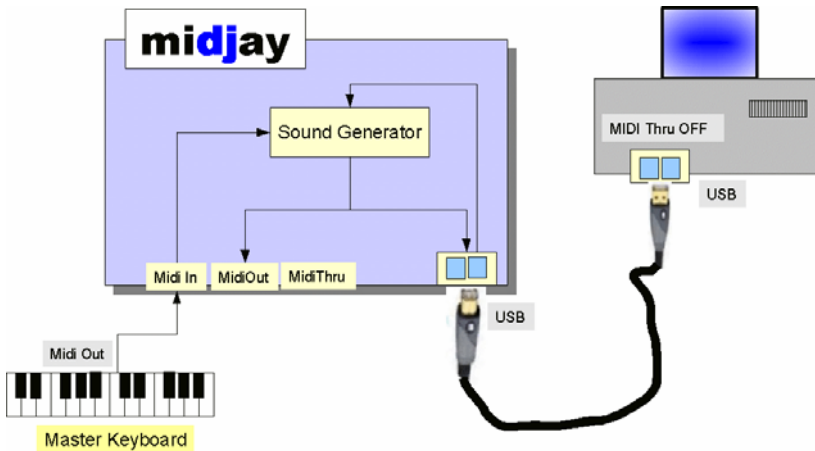 midjay
Sound Generator
MIDI Thru OFF
USB
Midi In
MidiOut
MidiThru
USB
Midi Out
Master Keyboard